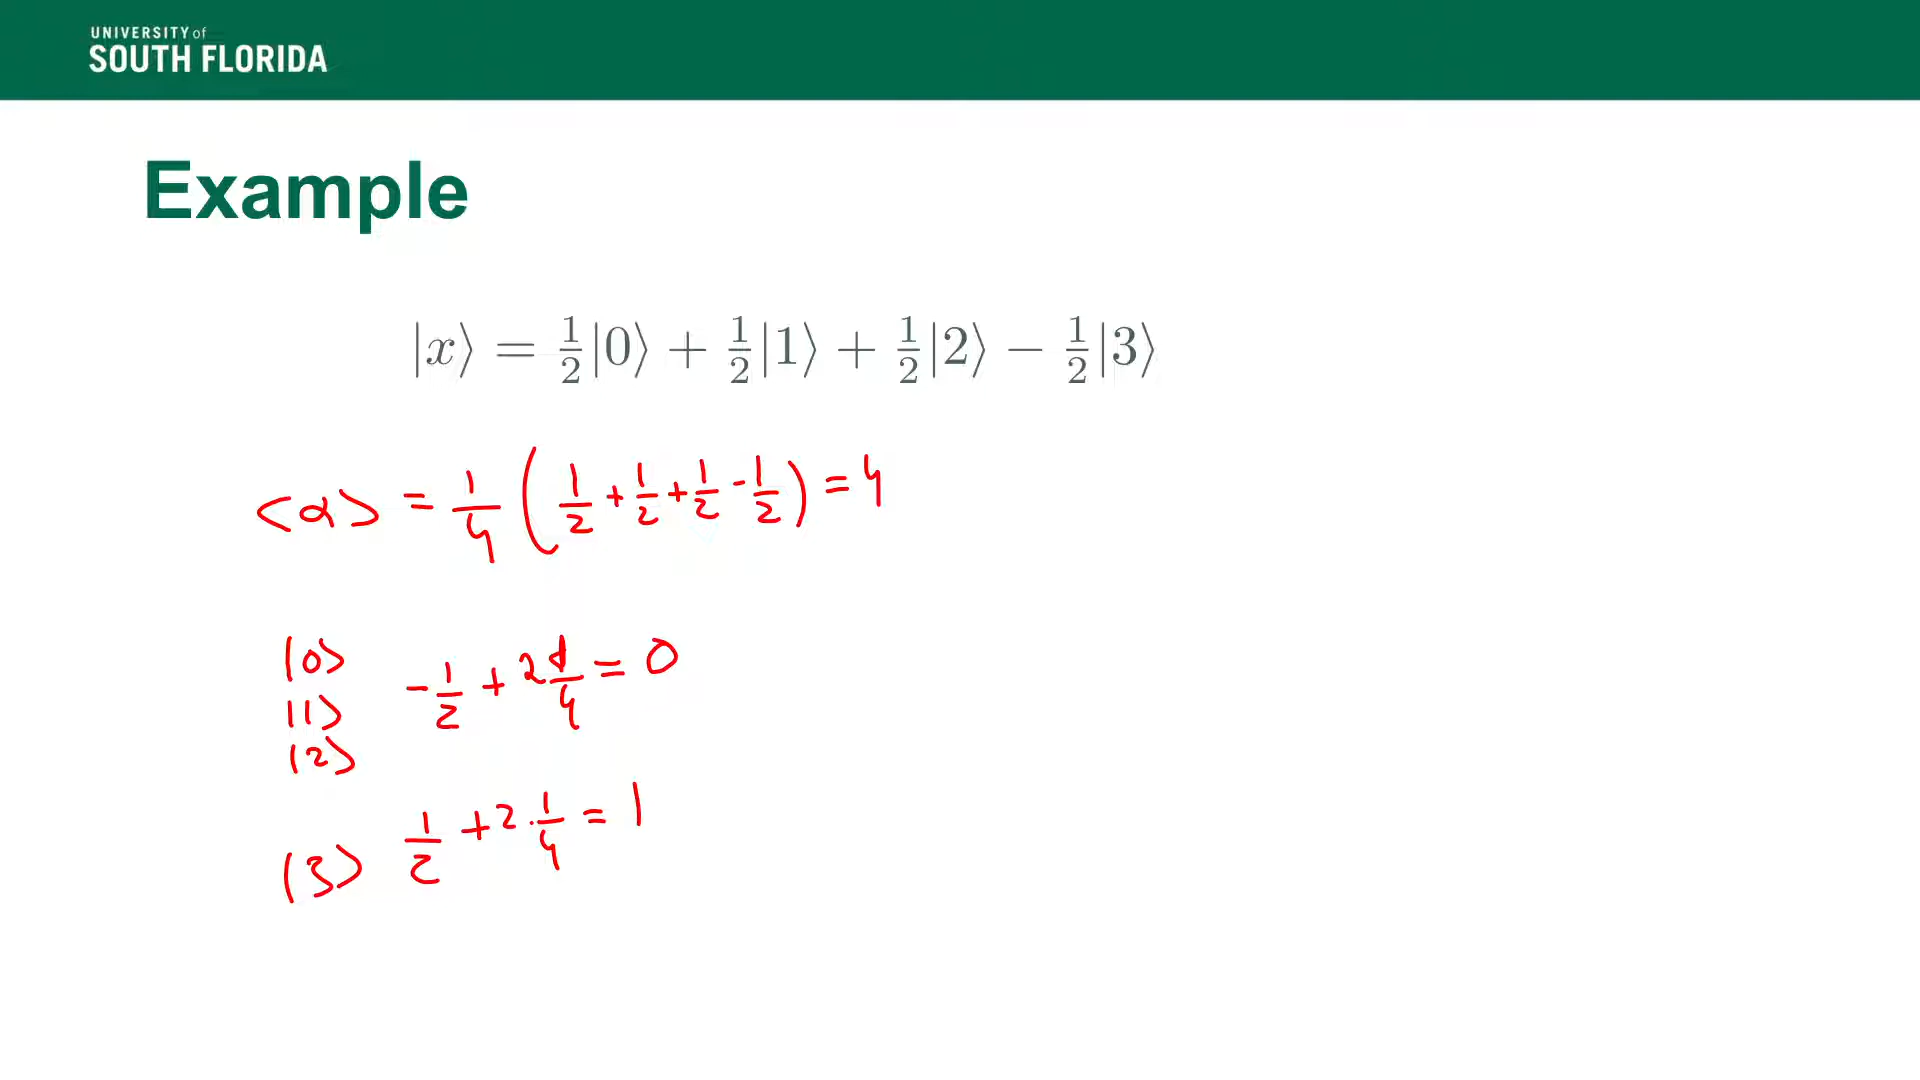 UNIVERSITY of
SOUTH FLORIDA
Example
|x⟩ = 1/2|0⟩ + 1/2|1⟩ + 1/2|2⟩ − 1/2|3⟩
<α> = 1/4 (1/2 + 1/2 + 1/2 - 1/2) = 4
|0>
|1> -1/2 + 2 1/4 = 0
|2>
|3> 1/2 + 2 · 1/4 = 1